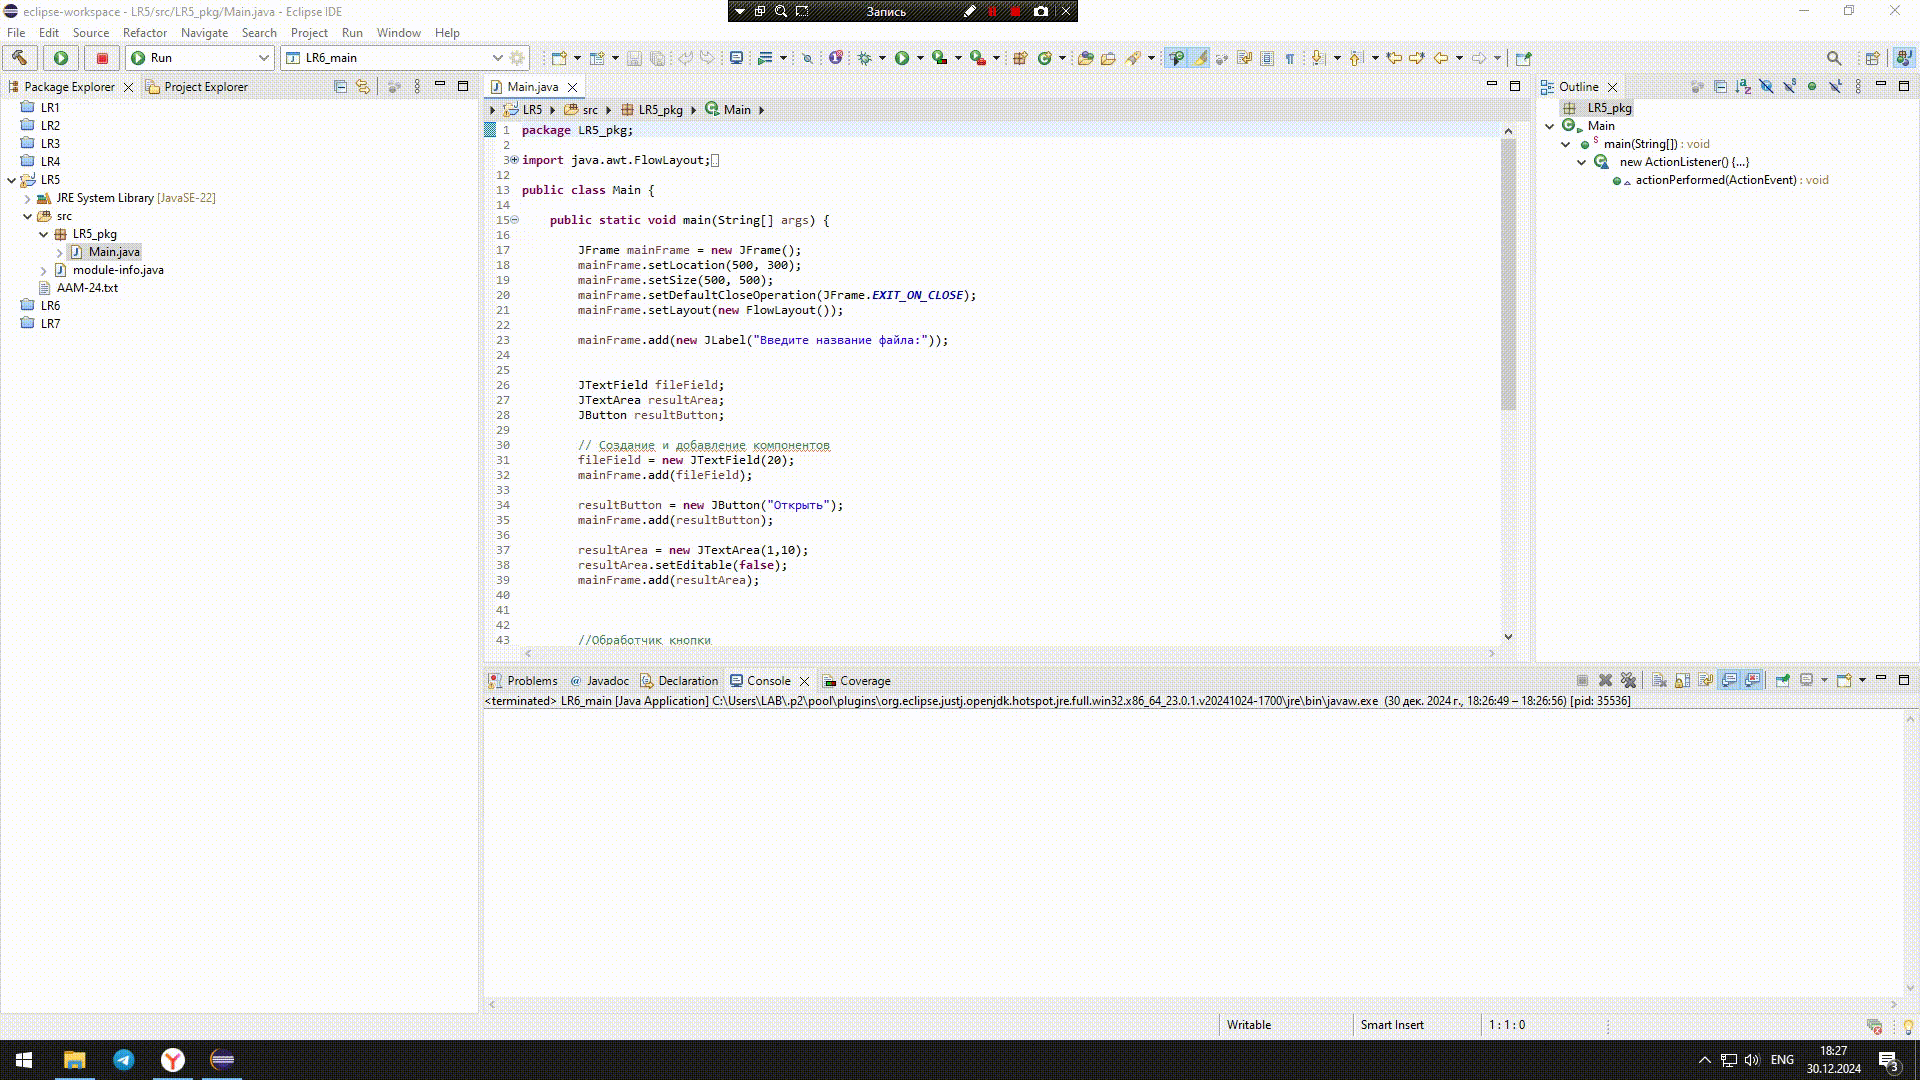 eclipse-workspace - LR5/src/LR5_pkg/Main.java - Eclipse IDE
Запись
File Edit Source Refactor Navigate Search Project Run Window Help
Run
LR6_main
Package Explorer
Project Explorer
LR1
LR2
LR3
LR4
LR5
JRE System Library [JavaSE-22]
src
LR5_pkg
Main.java
module-info.java
AAM-24.txt
LR6
LR7
Main.java
LR5 src LR5_pkg Main
1 package LR5_pkg;
2
3 import java.awt.FlowLayout;
12
13 public class Main {
14
15 public static void main(String[] args) {
16
17 JFrame mainFrame = new JFrame();
18 mainFrame.setLocation(500, 300);
19 mainFrame.setSize(500, 500);
20 mainFrame.setDefaultCloseOperation(JFrame.EXIT_ON_CLOSE);
21 mainFrame.setLayout(new FlowLayout());
22
23 mainFrame.add(new JLabel("Введите название файла:"));
24
25
26 JTextField fileField;
27 JTextArea resultArea;
28 JButton resultButton;
29
30 // Создание и добавление компонентов
31 fileField = new JTextField(20);
32 mainFrame.add(fileField);
33
34 resultButton = new JButton("Открыть");
35 mainFrame.add(resultButton);
36
37 resultArea = new JTextArea(1,10);
38 resultArea.setEditable(false);
39 mainFrame.add(resultArea);
40
41
42
43 //Обработчик кнопки
Outline
LR5_pkg
Main
main(String[]) : void
new ActionListener() {...}
actionPerformed(ActionEvent) : void
Problems @ Javadoc Declaration Console Coverage
<terminated> LR6_main [Java Application] C:\Users\LAB\.p2\pool\plugins\org.eclipse.justj.openjdk.hotspot.jre.full.win32.x86_64_23.0.1.v20241024-1700\jre\bin\javaw.exe (30 дек. 2024 г., 18:26:49 – 18:26:56) [pid: 35536]
Writable
Smart Insert
1 : 1 : 0
ENG
18:27
30.12.2024
3